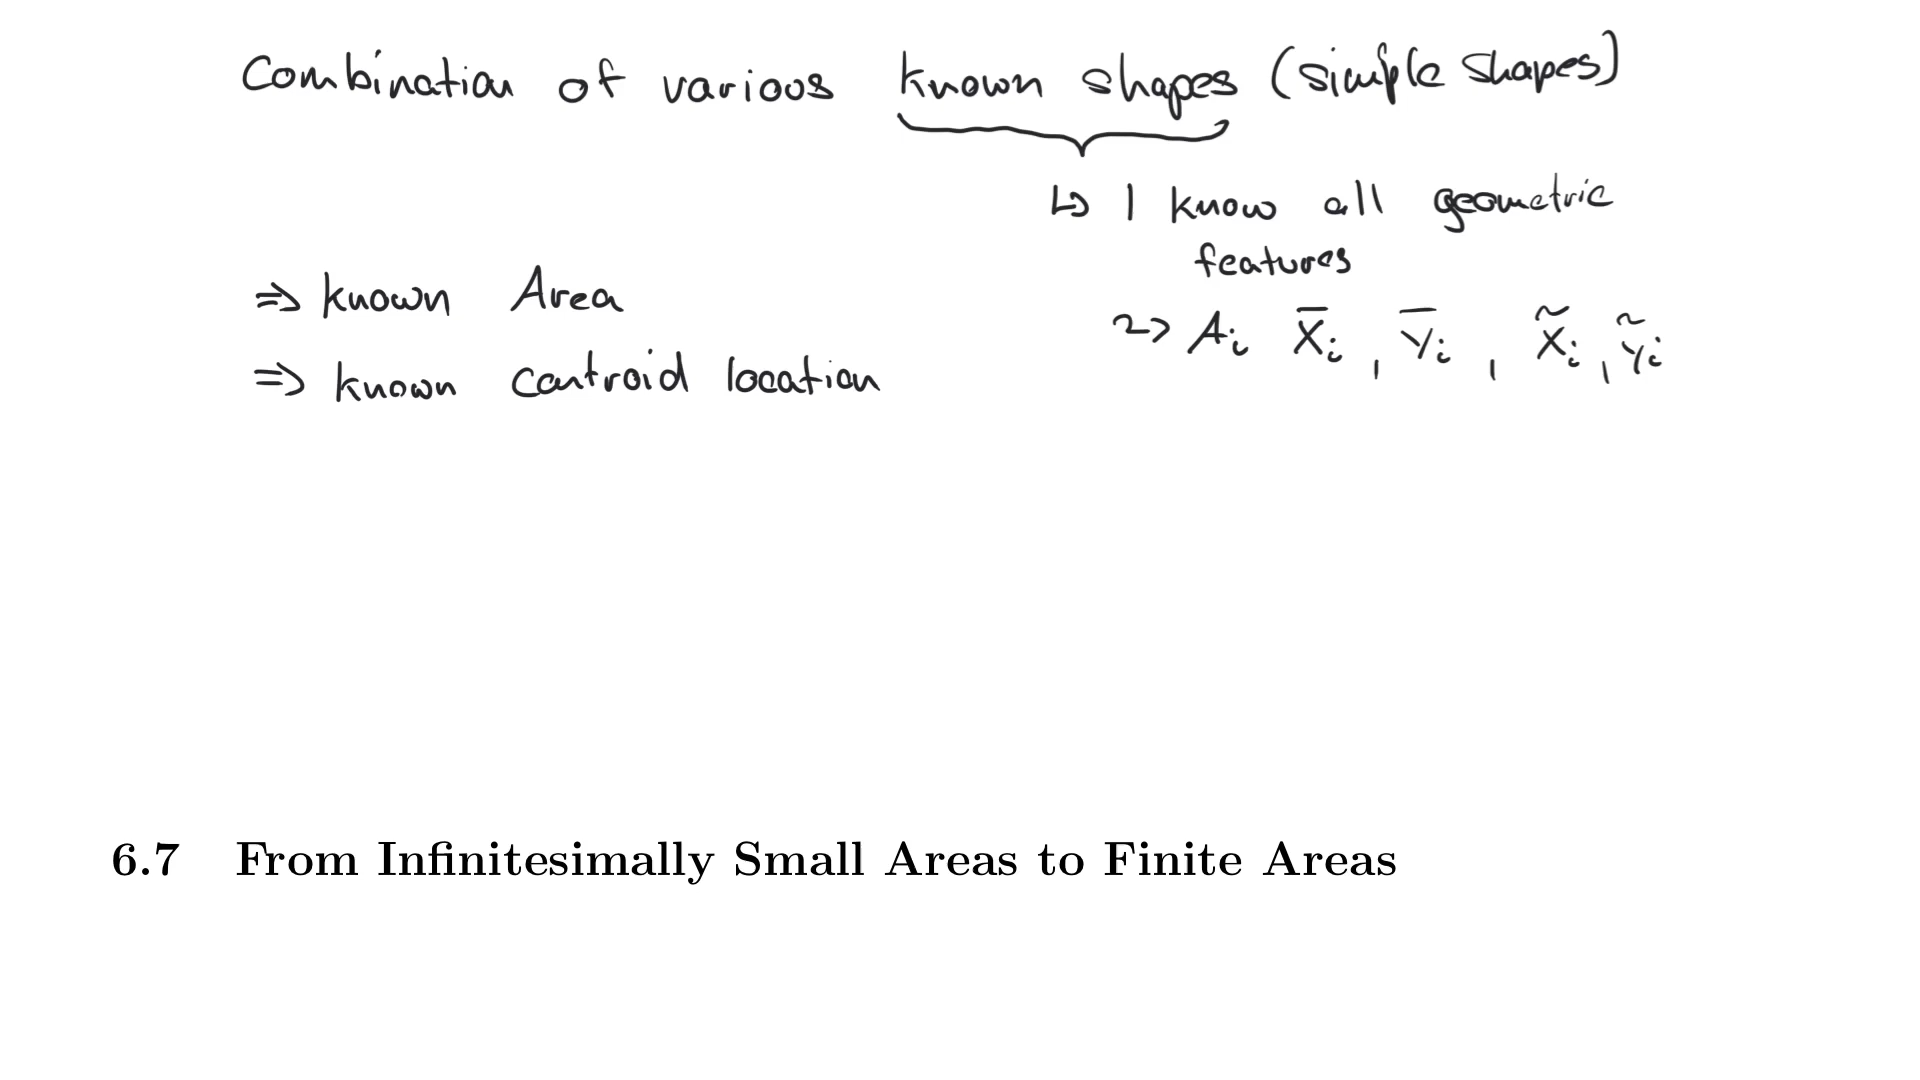 Combination of various known shapes (simple shapes)
↳ I know all geometric
features
⇒ known Area
~> Aᵢ X̄ᵢ , Ȳᵢ , X̃ᵢ , Ỹᵢ
⇒ known centroid location
6.7 From Infinitesimally Small Areas to Finite Areas